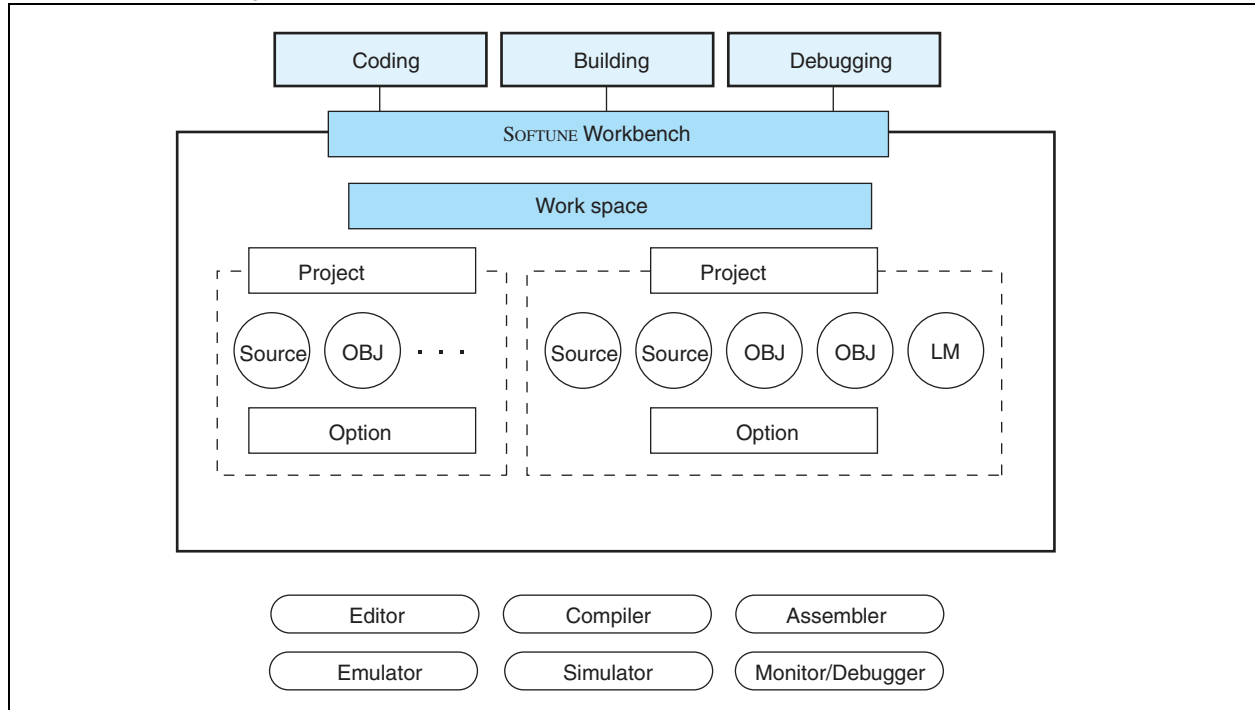 Coding Building Debugging
SOFTUNE Workbench
Work space
Project Project
Source OBJ . . . Source Source OBJ OBJ LM
Option Option
Editor Compiler Assembler
Emulator Simulator Monitor/Debugger